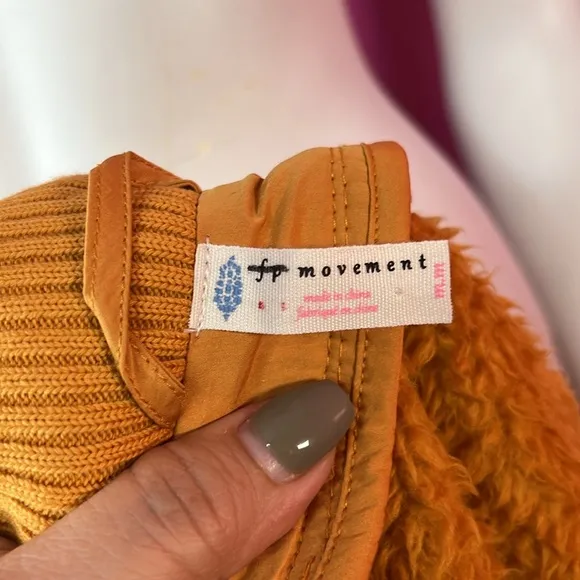 fp movement
made in china
fabriqué en chine
m.m